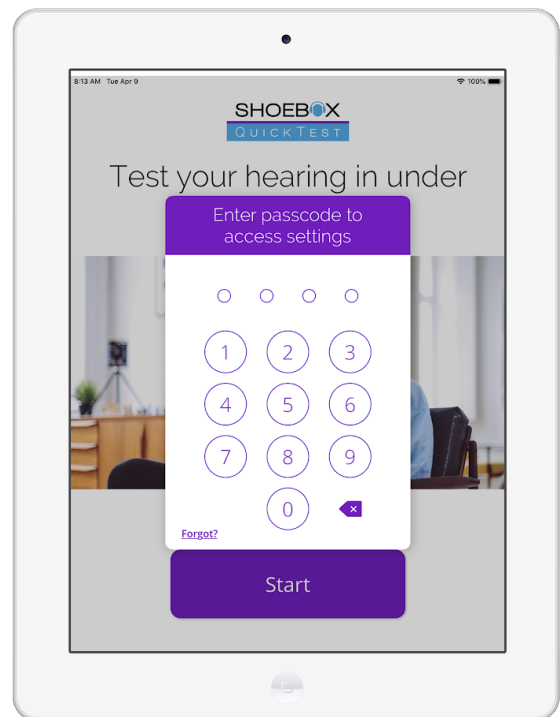 8:13 AM Tue Apr 9 100%
SHOEBOX
QUICKTEST
Test your hearing in under
Enter passcode to
access settings
1 2 3
4 5 6
7 8 9
0
Forgot?
Start